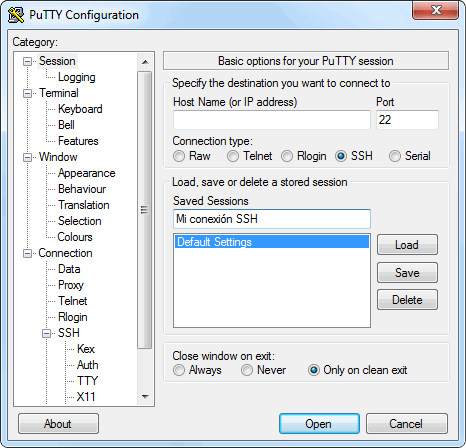 PuTTY Configuration
Category:
Session
Logging
Terminal
Keyboard
Bell
Features
Window
Appearance
Behaviour
Translation
Selection
Colours
Connection
Data
Proxy
Telnet
Rlogin
SSH
Kex
Auth
TTY
X11
Basic options for your PuTTY session
Specify the destination you want to connect to
Host Name (or IP address) Port
22
Connection type:
Raw Telnet Rlogin SSH Serial
Load, save or delete a stored session
Saved Sessions
Mi conexión SSH
Default Settings
Load
Save
Delete
Close window on exit:
Always Never Only on clean exit
About Open Cancel